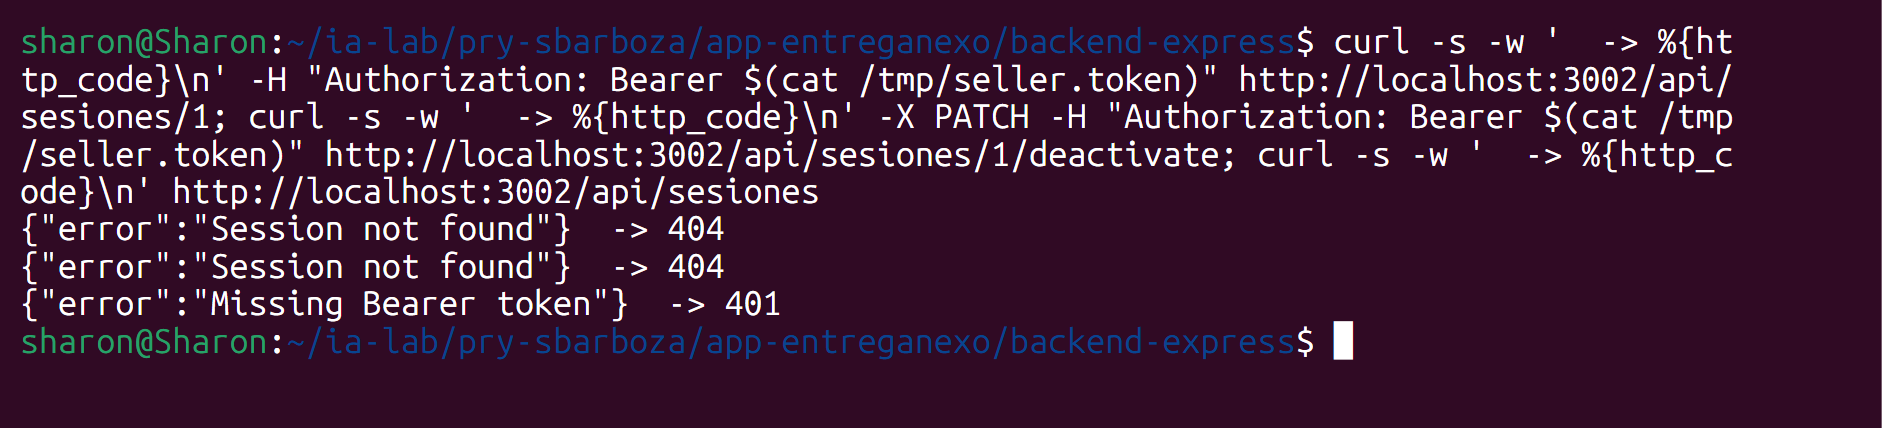 sharon@Sharon:~/ia-lab/pry-sbarboza/app-entreganexo/backend-express$ curl -s -w '  -> %{ht
tp_code}\n' -H "Authorization: Bearer $(cat /tmp/seller.token)" http://localhost:3002/api/
sesiones/1; curl -s -w '  -> %{http_code}\n' -X PATCH -H "Authorization: Bearer $(cat /tmp
/seller.token)" http://localhost:3002/api/sesiones/1/deactivate; curl -s -w '  -> %{http_c
ode}\n' http://localhost:3002/api/sesiones
{"error":"Session not found"}  -> 404
{"error":"Session not found"}  -> 404
{"error":"Missing Bearer token"}  -> 401
sharon@Sharon:~/ia-lab/pry-sbarboza/app-entreganexo/backend-express$